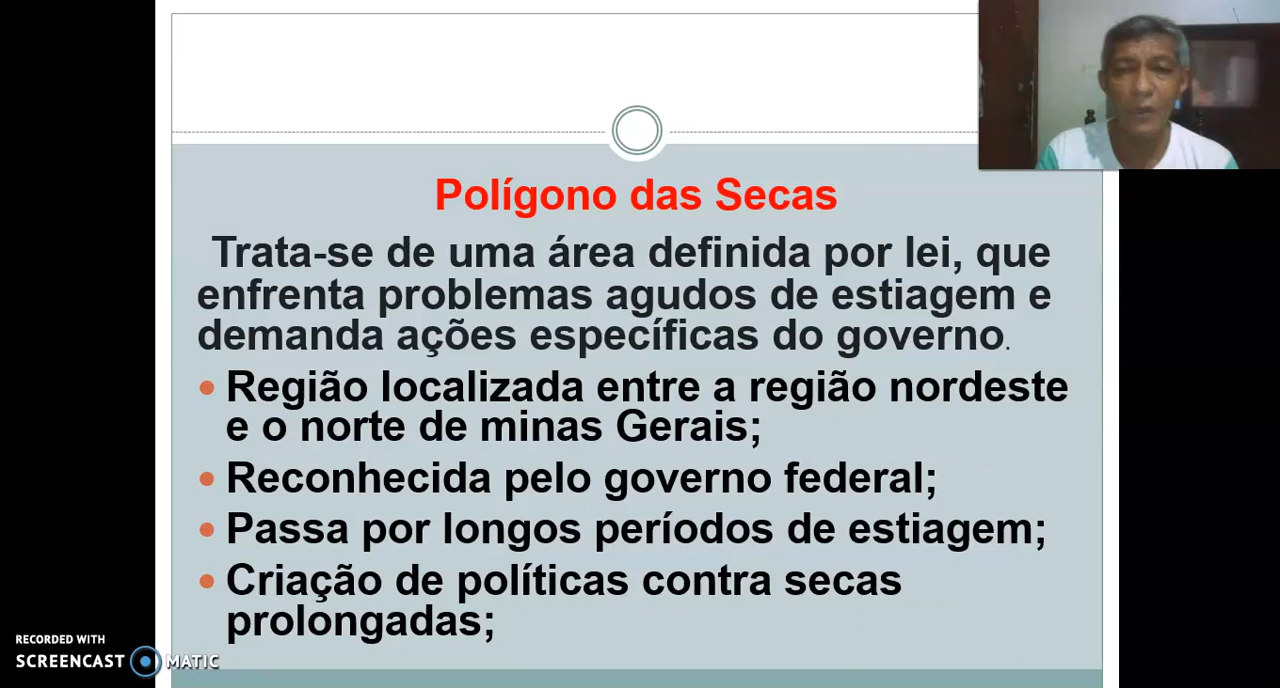 Polígono das Secas
Trata-se de uma área definida por lei, que
enfrenta problemas agudos de estiagem e
demanda ações específicas do governo.
• Região localizada entre a região nordeste
e o norte de minas Gerais;
• Reconhecida pelo governo federal;
• Passa por longos períodos de estiagem;
• Criação de políticas contra secas
prolongadas;
RECORDED WITH
SCREENCAST MATIC